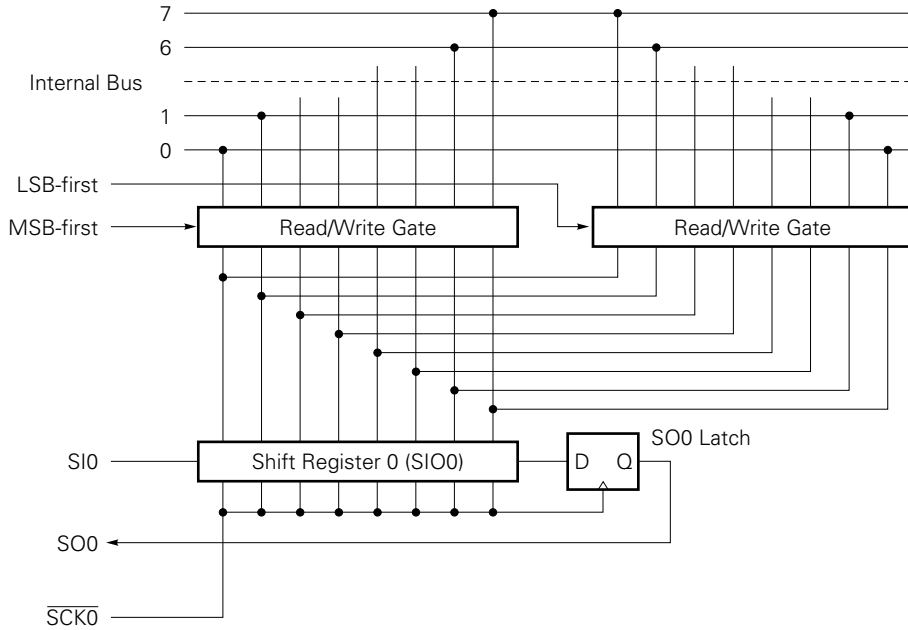 7
6
Internal Bus
1
0
LSB-first
MSB-first
Read/Write Gate
Read/Write Gate
SO0 Latch
SI0
Shift Register 0 (SIO0)
D
Q
SO0
SCK0